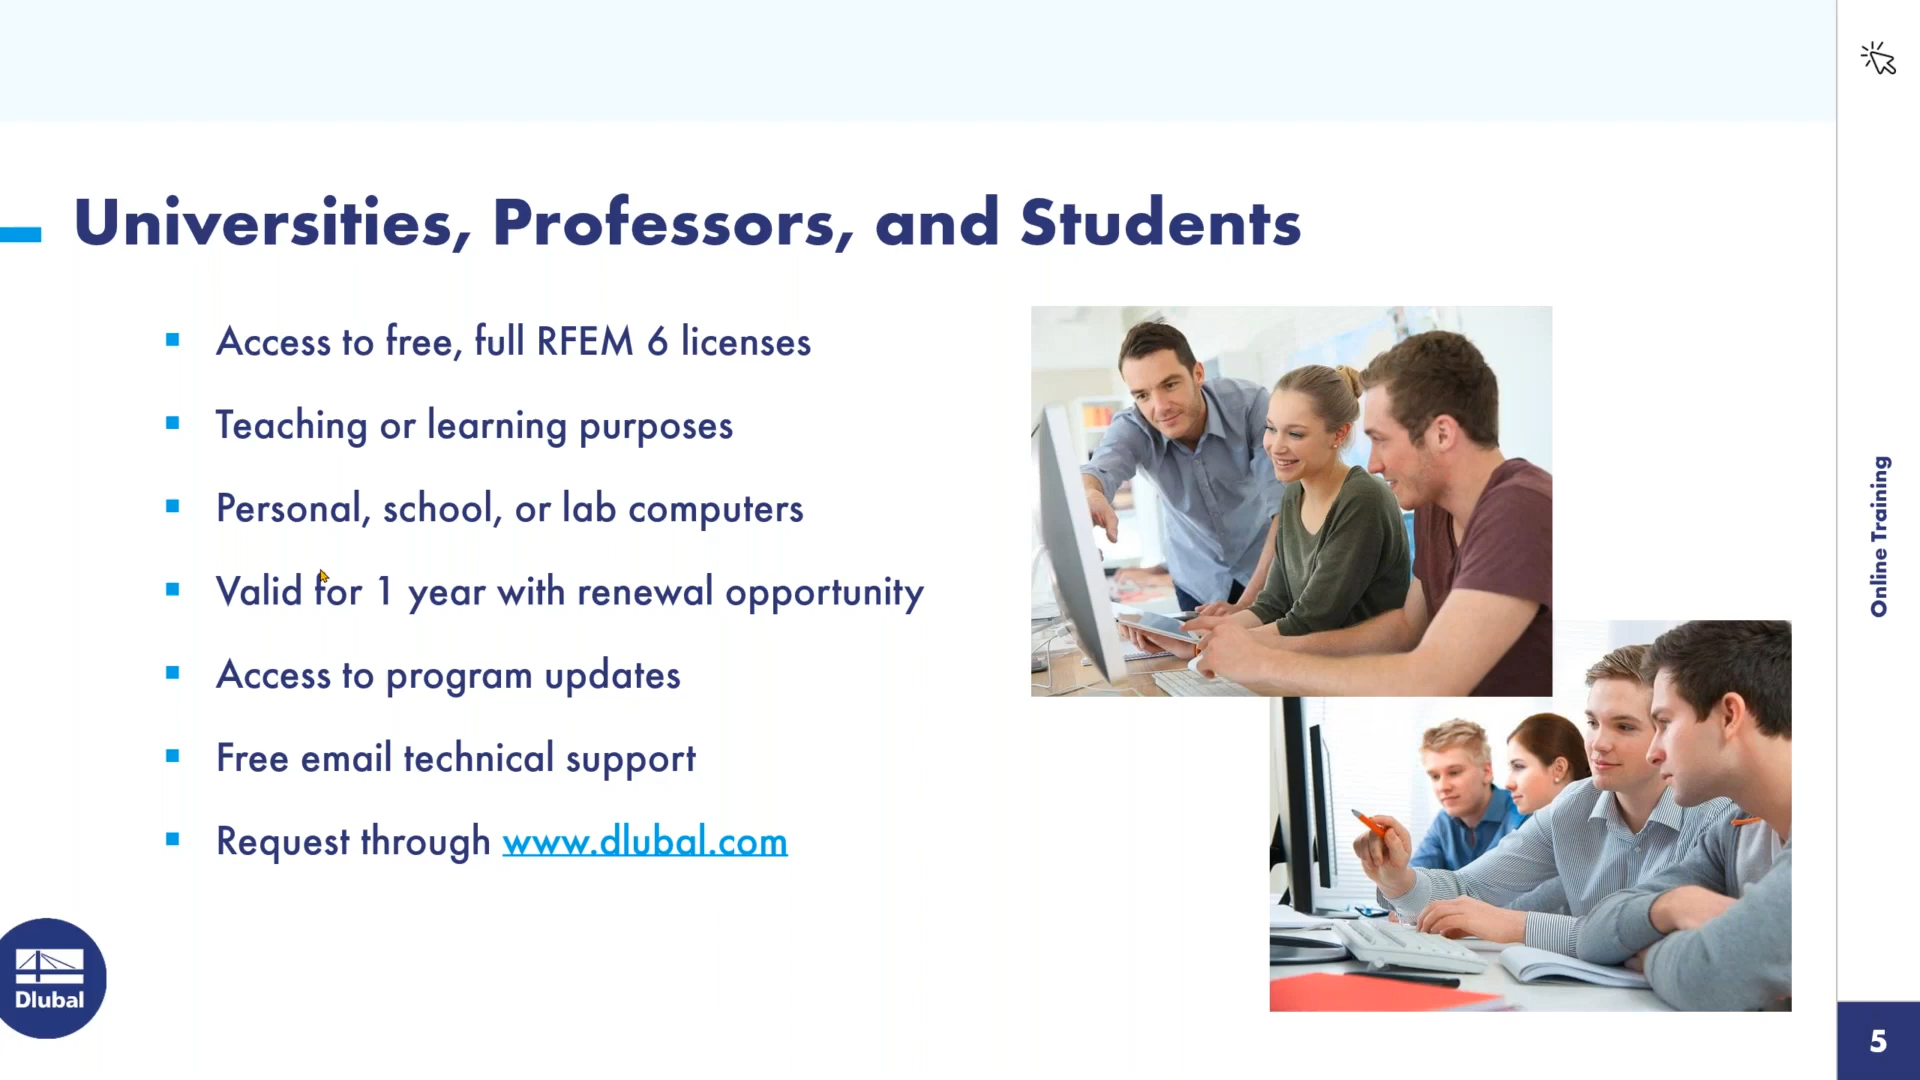 Universities, Professors, and Students
Access to free, full RFEM 6 licenses
Teaching or learning purposes
Personal, school, or lab computers
Valid for 1 year with renewal opportunity
Access to program updates
Free email technical support
Request through www.dlubal.com
Dlubal
Online Training
5